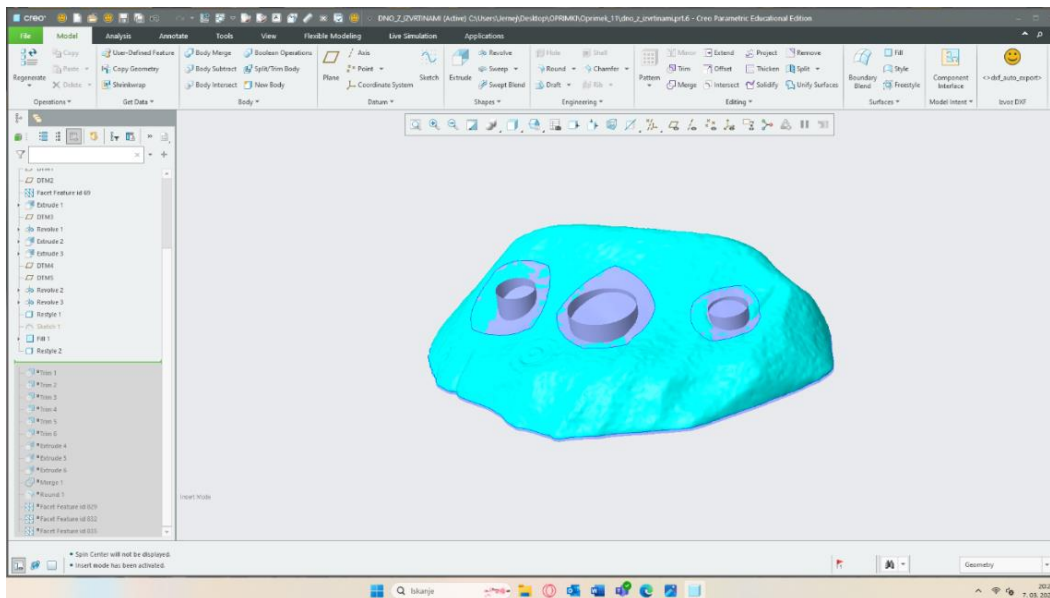 creo DNO_Z_IZVRTINAMI (Active) C:\Users\Jernej\Desktop\OPRIMKI\Oprimek_11\dno_z_izvrtinami.prt.6 - Creo Parametric Educational Edition
File Model Analysis Annotate Tools View Flexible Modeling Live Simulation Applications
Copy User-Defined Feature Body Merge Boolean Operations Axis Revolve Hole Shell Mirror Extend Project Remove Fill
Paste Copy Geometry Body Subtract Split/Trim Body Point Sweep Round Chamfer Trim Offset Thicken Split Style
Regenerate Delete Shrinkwrap Body Intersect New Body Plane Coordinate System Sketch Extrude Swept Blend Draft Rib Pattern Merge Intersect Solidify Unify Surfaces Boundary Blend Freestyle Component Interface <>dxf_auto_export>
Operations Get Data Body Datum Shapes Engineering Editing Surfaces Model Intent Izvoz DXF
DTM1
DTM2
Facet Feature id 69
Extrude 1
DTM3
Revolve 1
Extrude 2
Extrude 3
DTM4
DTM5
Revolve 2
Revolve 3
Restyle 1
Sketch 1
Fill 1
Restyle 2
*Trim 1
*Trim 2
*Trim 3
*Trim 4
*Trim 5
*Trim 6
*Extrude 4
*Extrude 5
*Extrude 6
*Merge 1
*Round 1
*Facet Feature id 829
*Facet Feature id 832
*Facet Feature id 835
Insert Mode
• Spin Center will not be displayed.
• Insert mode has been activated.
Geometry
Iskanje
7. 03. 202